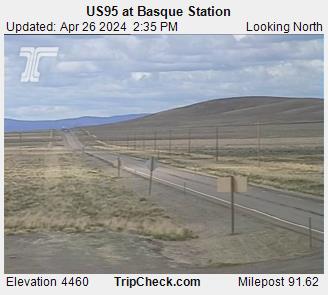 US95 at Basque Station
Updated: Apr 26 2024 2:35 PM Looking North
Elevation 4460 TripCheck.com Milepost 91.62